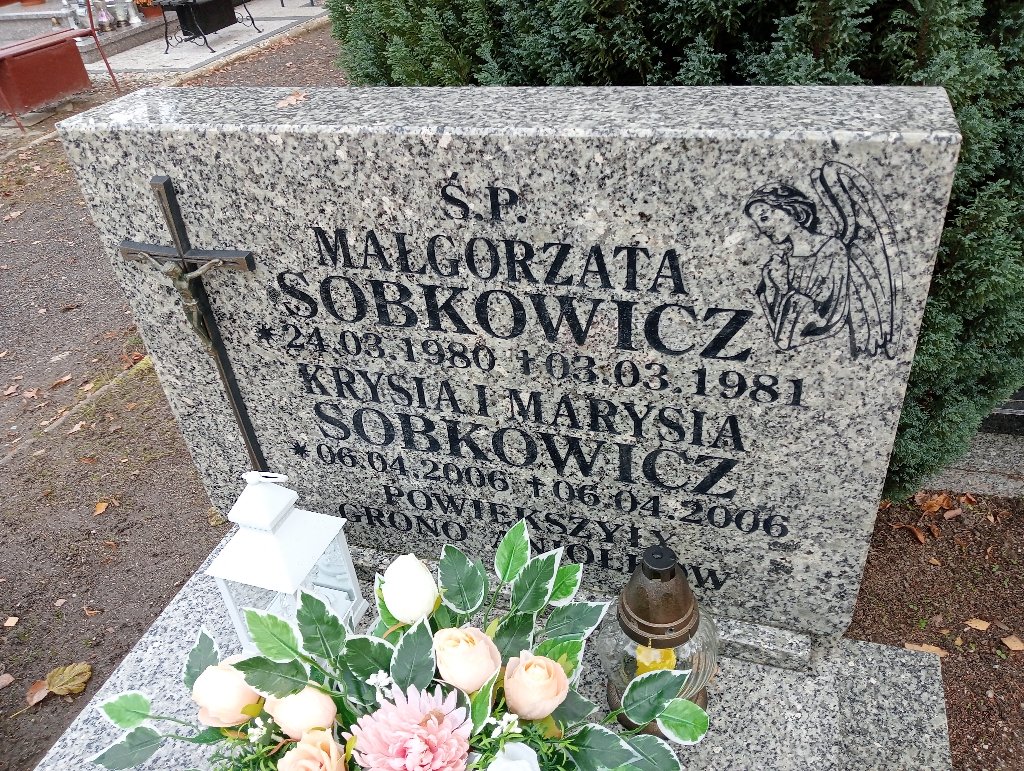 Ś.P.
MAŁGORZATA
SOBKOWICZ
*24.03.1980 †03.03.1981
KRYSIA I MARYSIA
SOBKOWICZ
*06.04.2006 †06.04.2006
POWIĘKSZYŁY
GRONO ANIOŁKÓW